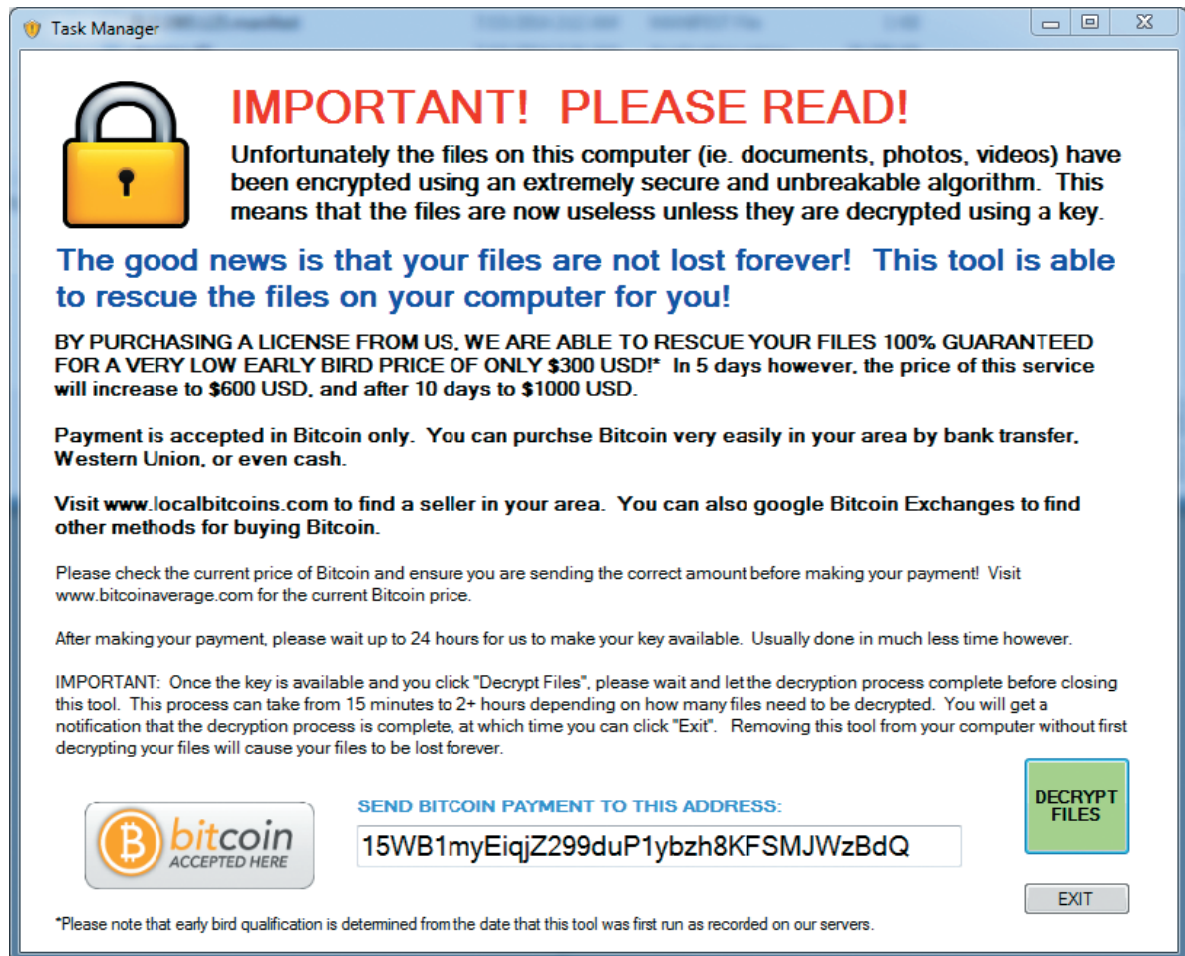 Task Manager
IMPORTANT!  PLEASE READ!
Unfortunately the files on this computer (ie. documents, photos, videos) have
been encrypted using an extremely secure and unbreakable algorithm.  This
means that the files are now useless unless they are decrypted using a key.
The good news is that your files are not lost forever!  This tool is able
to rescue the files on your computer for you!
BY PURCHASING A LICENSE FROM US, WE ARE ABLE TO RESCUE YOUR FILES 100% GUARANTEED
FOR A VERY LOW EARLY BIRD PRICE OF ONLY $300 USD!*  In 5 days however, the price of this service
will increase to $600 USD, and after 10 days to $1000 USD.
Payment is accepted in Bitcoin only.  You can purchse Bitcoin very easily in your area by bank transfer,
Western Union, or even cash.
Visit www.localbitcoins.com to find a seller in your area.  You can also google Bitcoin Exchanges to find
other methods for buying Bitcoin.
Please check the current price of Bitcoin and ensure you are sending the correct amount before making your payment!  Visit
www.bitcoinaverage.com for the current Bitcoin price.
After making your payment, please wait up to 24 hours for us to make your key available.  Usually done in much less time however.
IMPORTANT:  Once the key is available and you click "Decrypt Files", please wait and let the decryption process complete before closing
this tool.  This process can take from 15 minutes to 2+ hours depending on how many files need to be decrypted.  You will get a
notification that the decryption process is complete, at which time you can click "Exit".  Removing this tool from your computer without first
decrypting your files will cause your files to be lost forever.
bitcoin
ACCEPTED HERE
SEND BITCOIN PAYMENT TO THIS ADDRESS:
15WB1myEiqjZ299duP1ybzh8KFSMJWzBdQ
DECRYPT
FILES
EXIT
*Please note that early bird qualification is determined from the date that this tool was first run as recorded on our servers.